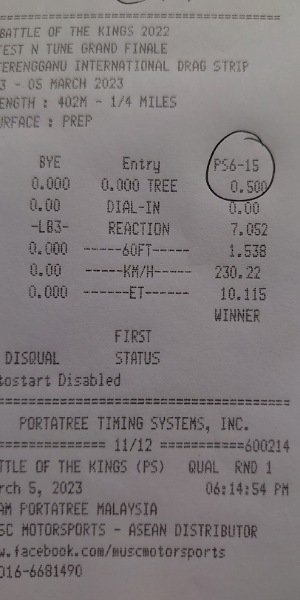 BATTLE OF THE KINGS 2022
TEST N TUNE GRAND FINALE
TERENGGANU INTERNATIONAL DRAG STRIP
3 - 05 MARCH 2023
ENGTH : 402M - 1/4 MILES
URFACE : PREP
BYE Entry PS6-15
0.000 0.000 TREE 0.500
0.00 DIAL-IN 0.00
-LB3- REACTION 7.052
0.000 -----60FT----- 1.538
0.00 -----KM/H----- 230.22
0.000 ------ET------ 10.115
WINNER
FIRST
DISQUAL STATUS
tostart Disabled
PORTATREE TIMING SYSTEMS, INC.
============= 11/12 ===========600214
TTLE OF THE KINGS (PS) QUAL RND 1
rch 5, 2023 06:14:54 PM
AM PORTATREE MALAYSIA
SC MOTORSPORTS - ASEAN DISTRIBUTOR
w.facebook.com/muscmotorsports
016-6681490